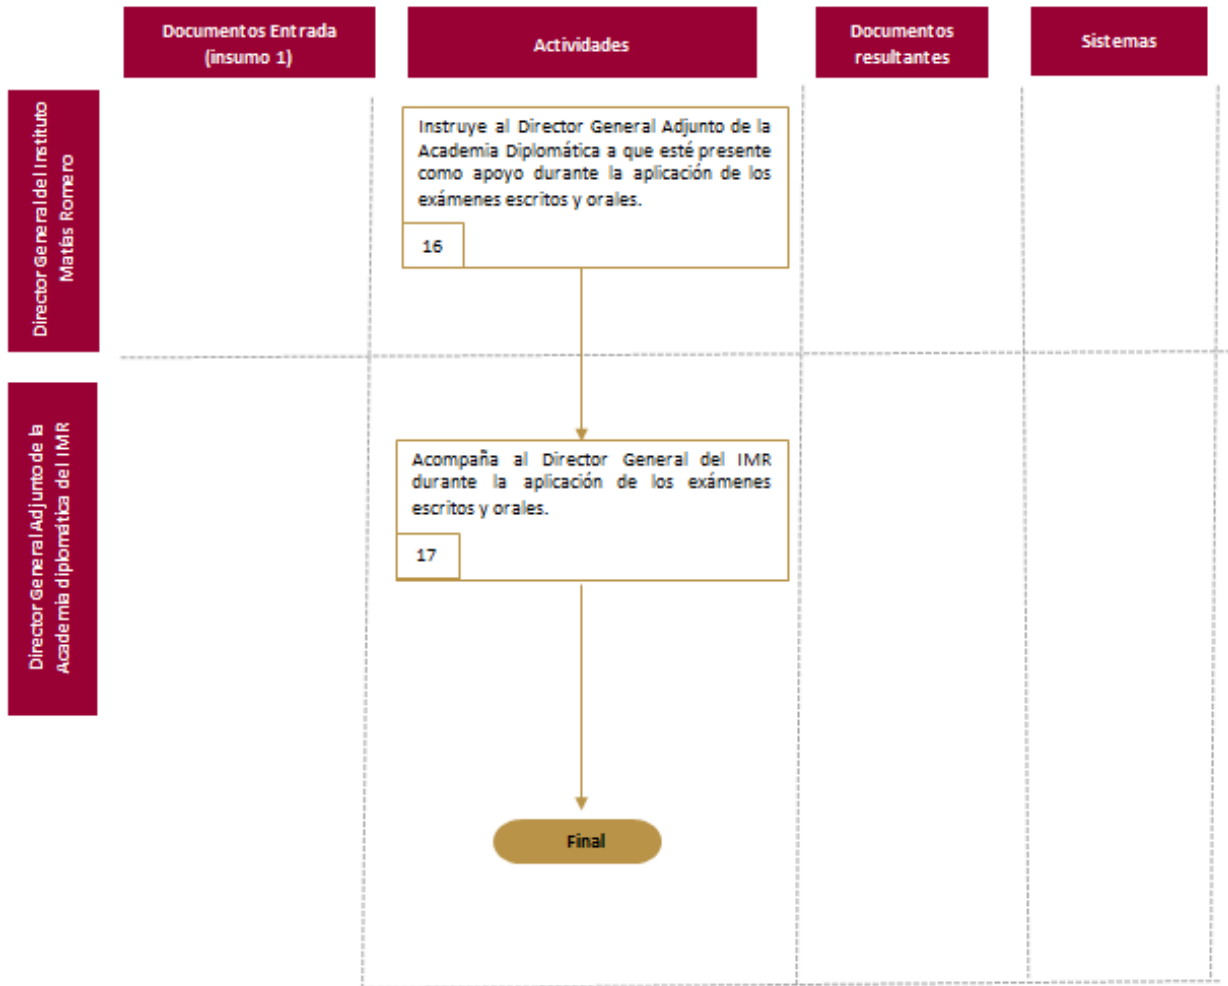 Documentos Entrada
(insumo 1)
Actividades
Documentos
resultantes
Sistemas
Director General del Instituto
Matías Romero
Instruye al Director General Adjunto de la
Academia Diplomática a que esté presente
como apoyo durante la aplicación de los
exámenes escritos y orales.
16
Director General Adjunto de la
Academia diplomática del IMR
Acompaña al Director General del IMR
durante la aplicación de los exámenes
escritos y orales.
17
Final